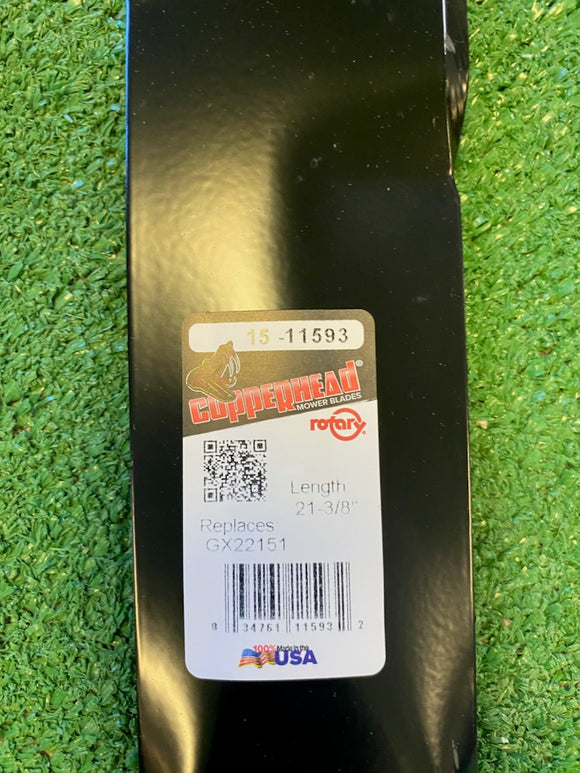 15 -11593
COPPERHEAD®
MOWER BLADES
rotary®
Length
21-3/8"
Replaces
GX22151
8 34761 11593 2
100% Made in the
USA